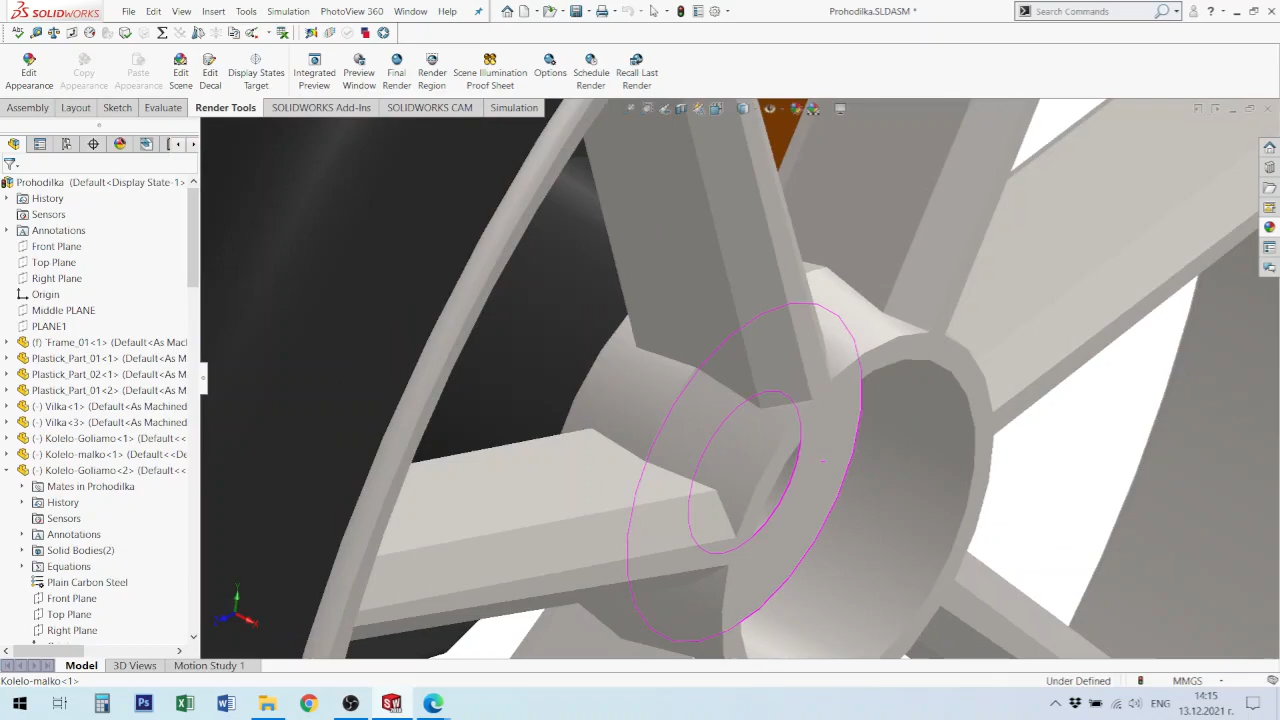 SOLIDWORKS
File
Edit
View
Insert
Tools
Simulation
PhotoView 360
Window
Help
Prohodilka.SLDASM *
Search Commands
Edit Appearance
Copy Appearance
Paste Appearance
Edit Scene
Edit Decal
Display States Target
Integrated Preview
Preview Window
Final Render
Render Region
Scene Illumination Proof Sheet
Options
Schedule Render
Recall Last Render
Assembly
Layout
Sketch
Evaluate
Render Tools
SOLIDWORKS Add-Ins
SOLIDWORKS CAM
Simulation
Prohodilka (Default<Display State-1>
History
Sensors
Annotations
Front Plane
Top Plane
Right Plane
Origin
Middle PLANE
PLANE1
(f) Frame_01<1> (Default<As Mac
Plastick_Part_01<1> (Default<As M
Plastick_Part_02<1> (Default<As M
Plastick_Part_01<2> (Default<As M
(-) Vilka<1> (Default<As Machined
(-) Vilka<3> (Default<As Machined
(-) Kolelo-Goliamo<1> (Default<<
(-) Kolelo-malko<1> (Default<<De
(-) Kolelo-Goliamo<2> (Default<<
Mates in Prohodilka
History
Sensors
Annotations
Solid Bodies(2)
Equations
Plain Carbon Steel
Front Plane
Top Plane
Right Plane
Model
3D Views
Motion Study 1
Kolelo-malko<1>
Under Defined
MMGS
ЕНГ
14:15
13.12.2021 г.